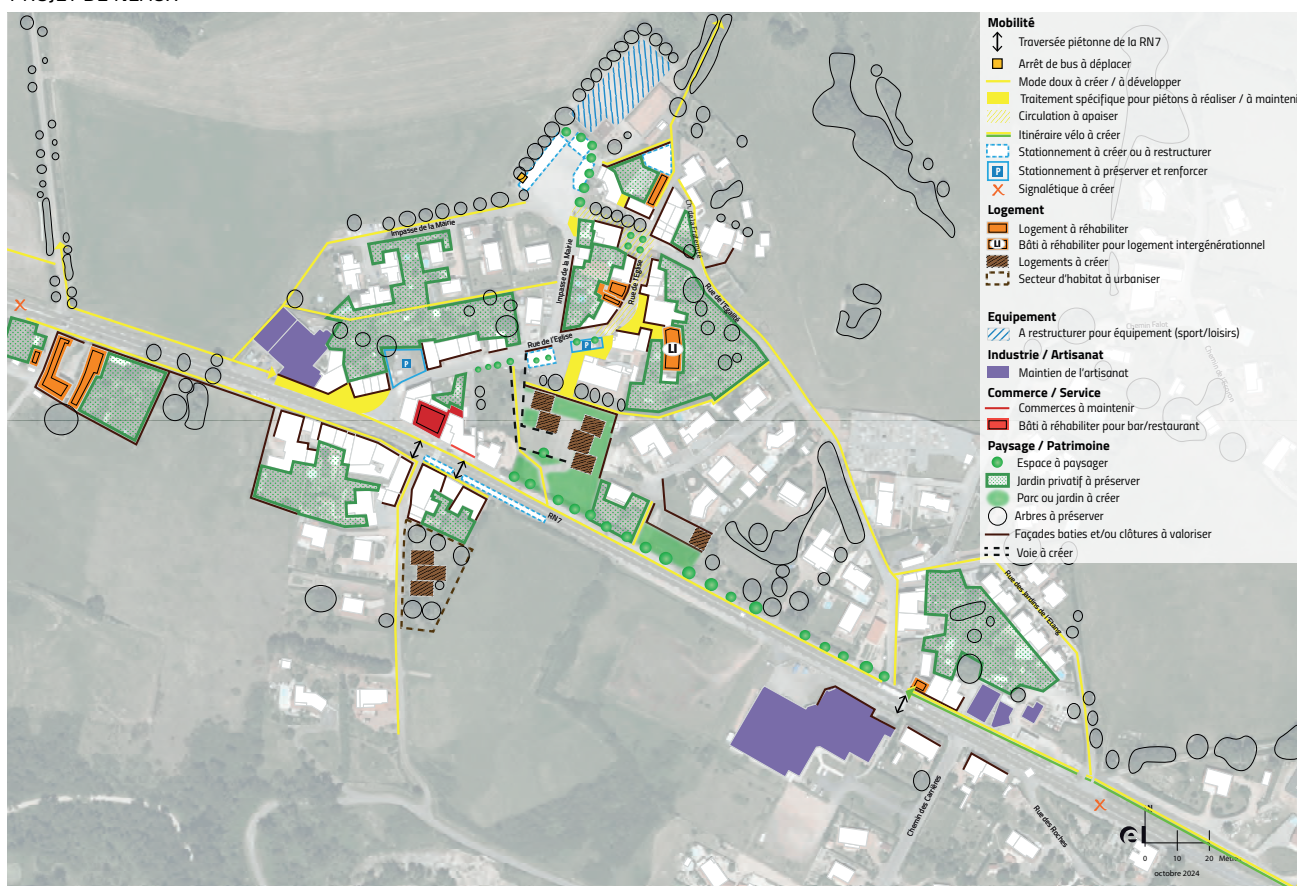 Mobilité
Traversée piétonne de la RN7
Arrêt de bus à déplacer
Mode doux à créer / à développer
Traitement spécifique pour piétons à réaliser / à mainteni
Circulation à apaiser
Itinéraire vélo à créer
Stationnement à créer ou à restructurer
P
Stationnement à préserver et renforcer
Signalétique à créer
Logement
Logement à réhabiliter
U
Bâti à réhabiliter pour logement intergénérationnel
Logements à créer
Secteur d'habitat à urbaniser
Equipement
A restructurer pour équipement (sport/loisirs)
Industrie / Artisanat
Maintien de l'artisanat
Commerce / Service
Commerces à maintenir
Bâti à réhabiliter pour bar/restaurant
Paysage / Patrimoine
Espace à paysager
Jardin privatif à préserver
Parc ou jardin à créer
Arbres à préserver
Façades baties et/ou clôtures à valoriser
Voie à créer
Impasse de la Mairie
Impasse de la Mairie
Rue de l'Eglise
Rue de l'Eglise
Rue de l'Egalité
Chemin Falut
P
P
U
RN7
Rue des Jardins de l'Etang
Chemin des Carrières
Rue des Roches
N
0
10
20
octobre 2024